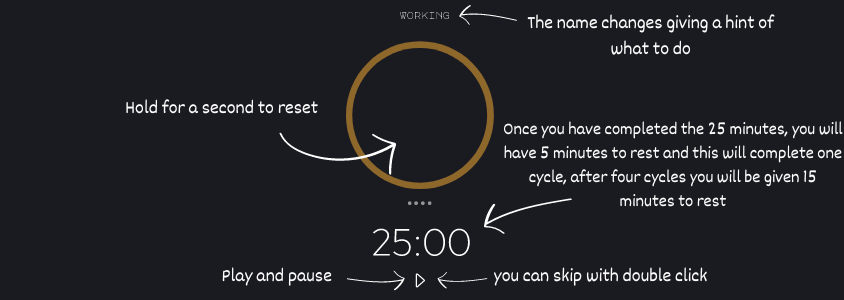 WORKING
The name changes giving a hint of
what to do
Hold for a second to reset
Once you have completed the 25 minutes, you will
have 5 minutes to rest and this will complete one
cycle, after four cycles you will be given 15
minutes to rest
25:00
Play and pause
you can skip with double click